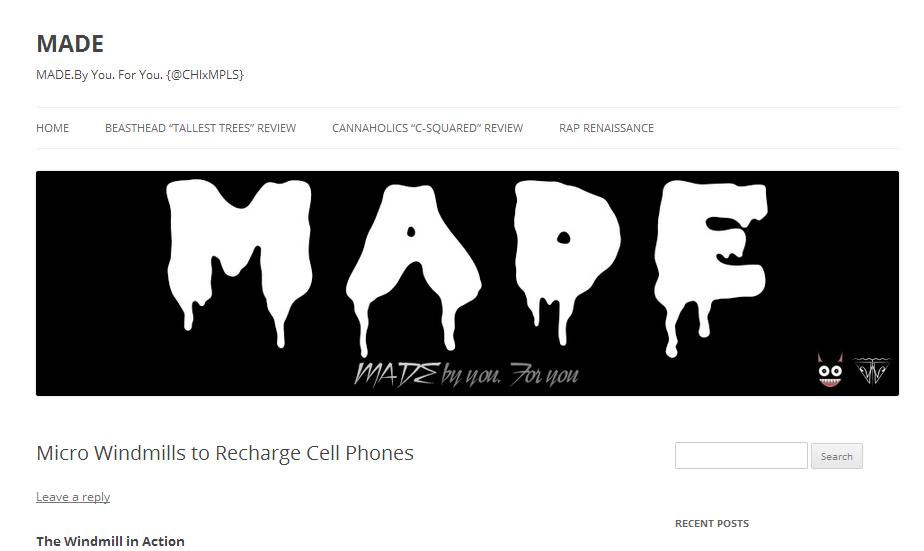 MADE
MADE.By You. For You. {@CHIxMPLS}
HOME BEASTHEAD “TALLEST TREES” REVIEW CANNAHOLICS “C-SQUARED” REVIEW RAP RENAISSANCE
MADE
MADE by you. For you
Micro Windmills to Recharge Cell Phones
Search
Leave a reply
RECENT POSTS
The Windmill in Action